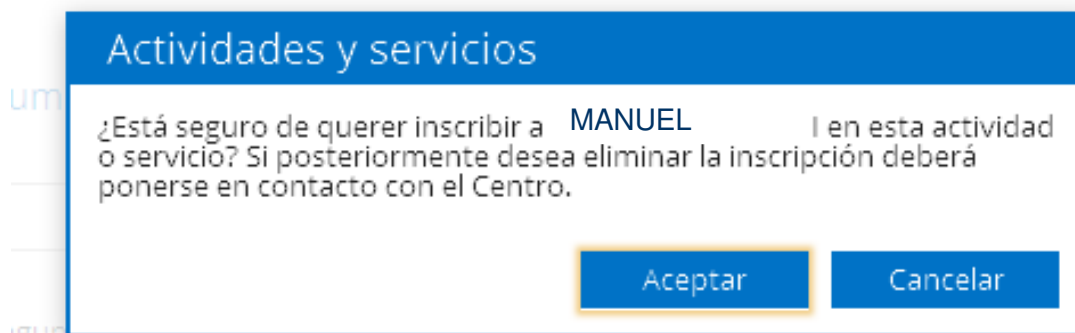 Actividades y servicios
um
¿Está seguro de querer inscribir a MANUEL l en esta actividad
o servicio? Si posteriormente desea eliminar la inscripción deberá
ponerse en contacto con el Centro.
Aceptar Cancelar